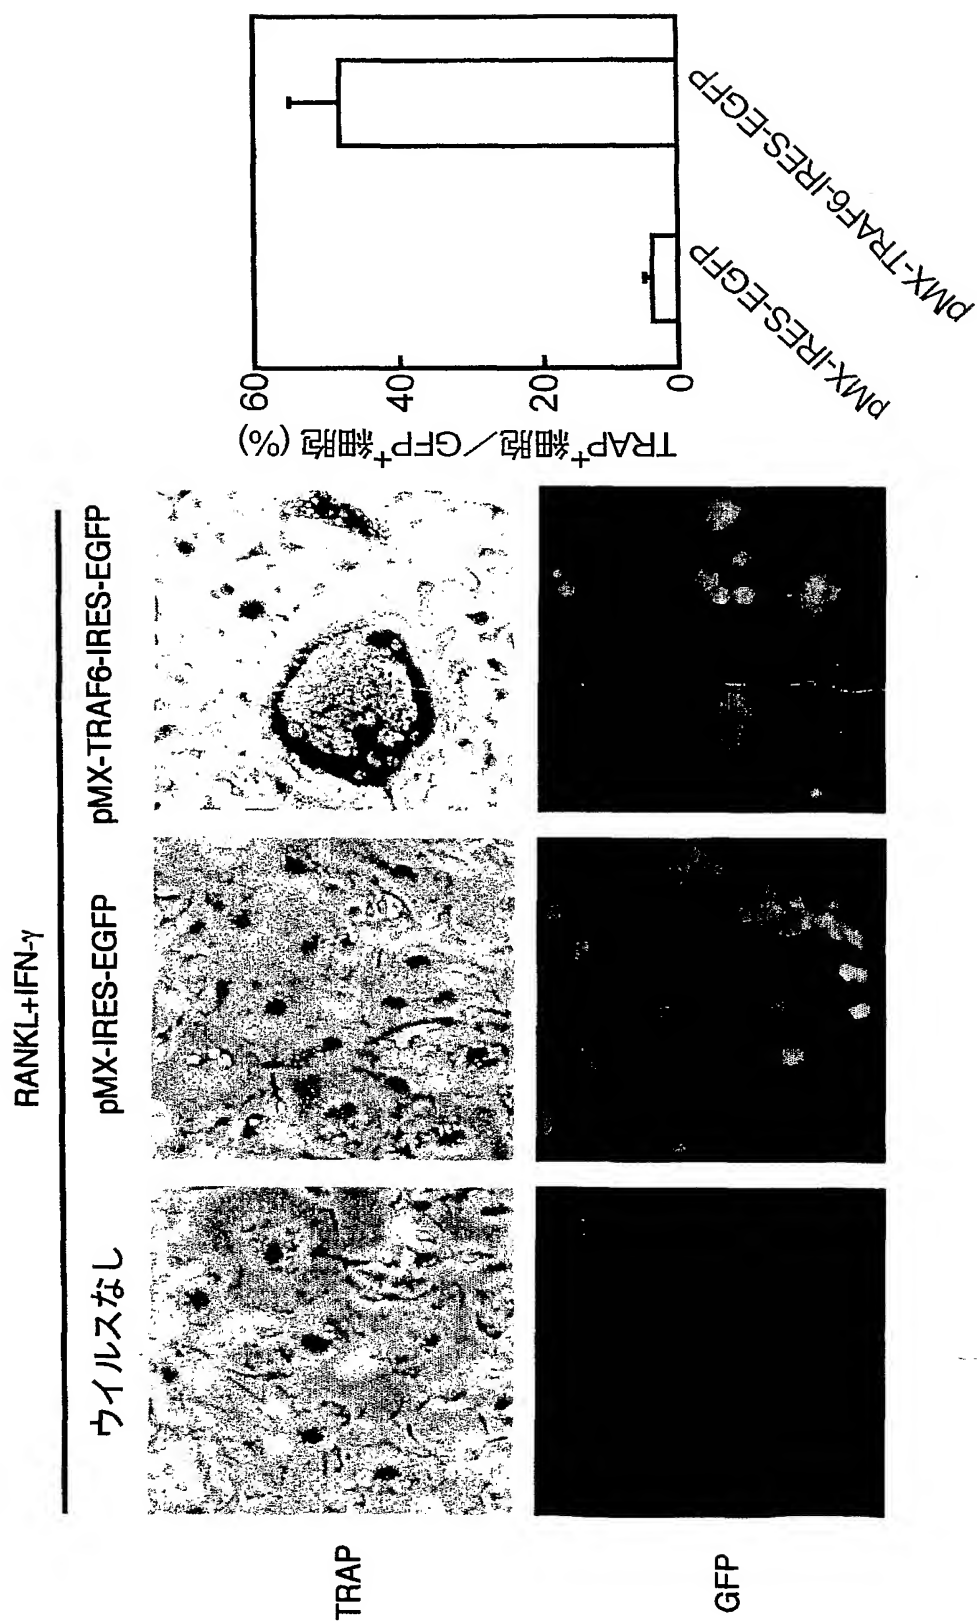 RANKL+IFN-γ
ウイルスなし
pMX-IRES-EGFP
pMX-TRAF6-IRES-EGFP
TRAP
GFP
TRAP⁺細胞/GFP⁺細胞 (%)
60
40
20
0
pMX-IRES-EGFP
pMX-TRAF6-IRES-EGFP